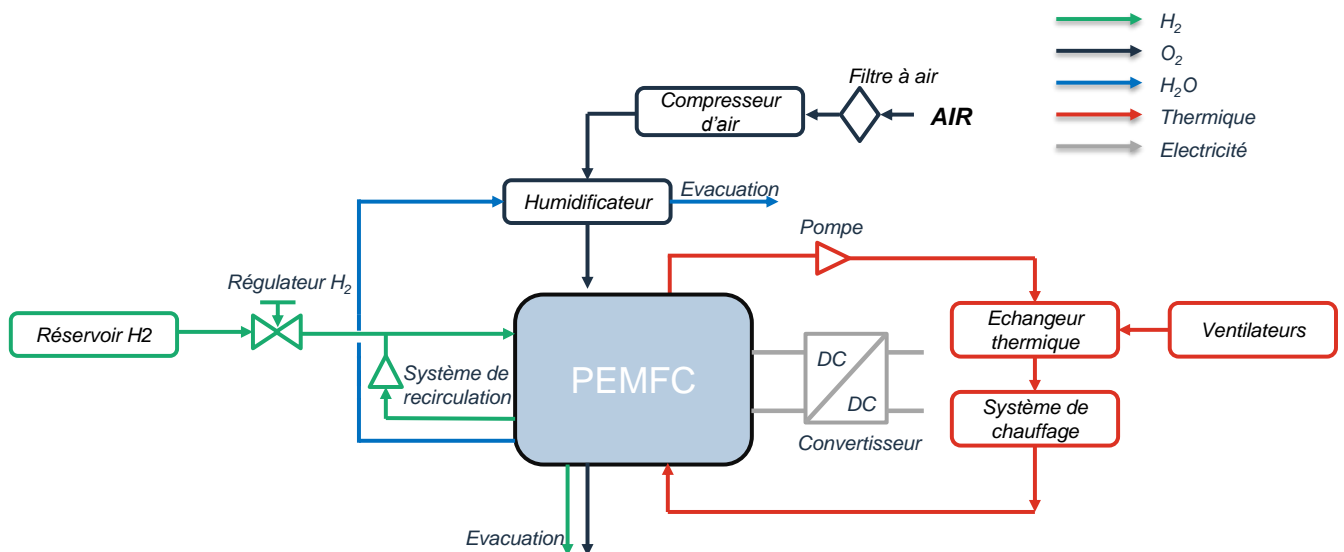 H2
O2
H2O
Thermique
Electricité
Filtre à air
Compresseur
d'air
AIR
Humidificateur
Evacuation
Pompe
Régulateur H2
Réservoir H2
Système de
recirculation
PEMFC
DC
DC
Convertisseur
Echangeur
thermique
Ventilateurs
Système de
chauffage
Evacuation